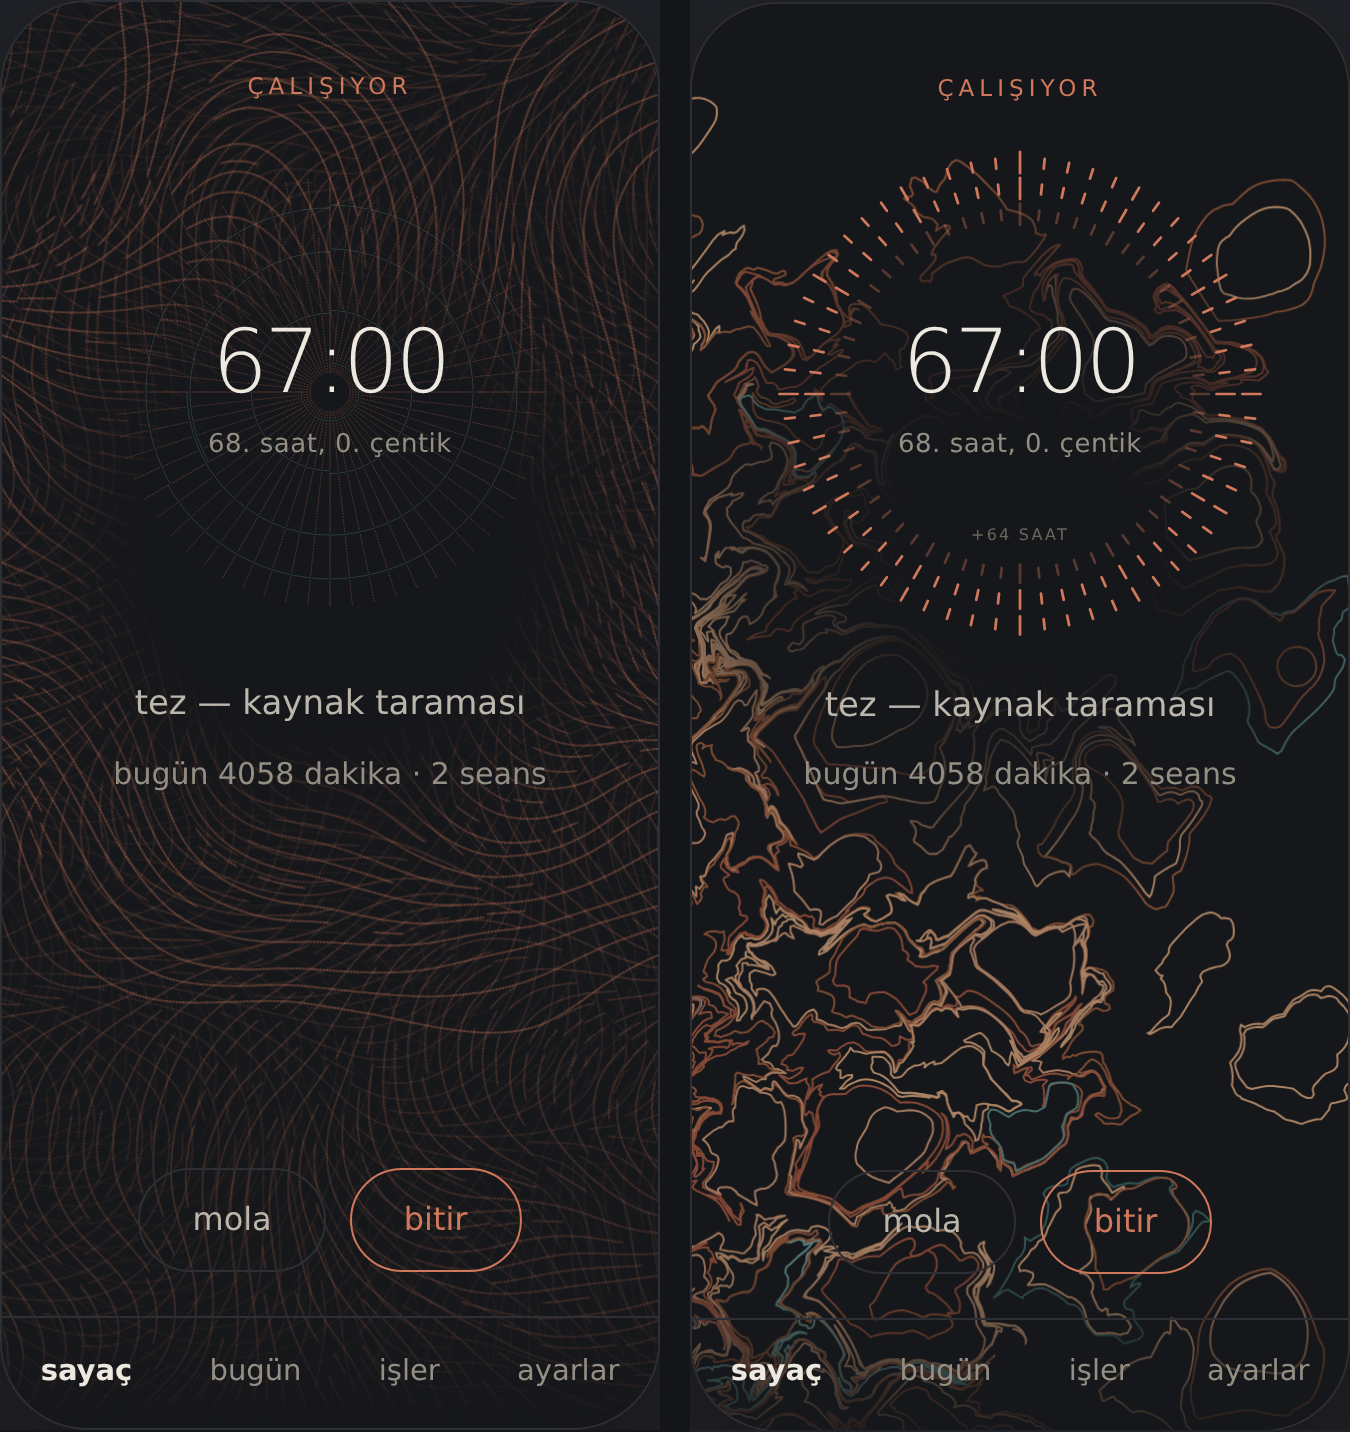 ÇALIŞIYOR
67:00
68. saat, 0. çentik
tez — kaynak taraması
bugün 4058 dakika · 2 seans
mola
bitir
sayaç bugün işler ayarlar
ÇALIŞIYOR
67:00
68. saat, 0. çentik
+64 SAAT
tez — kaynak taraması
bugün 4058 dakika · 2 seans
mola
bitir
sayaç bugün işler ayarlar